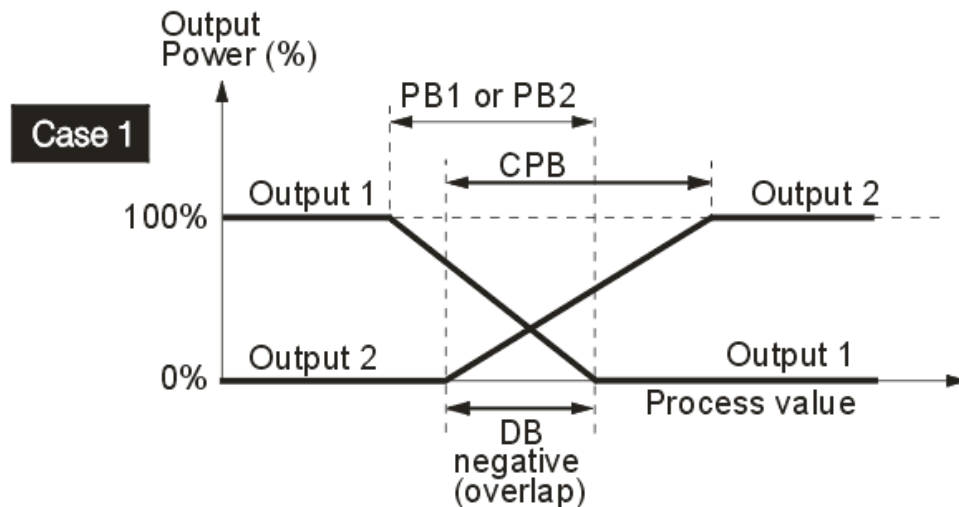 Output
Power (%)
PB1 or PB2
Case 1
CPB
Output 1
Output 2
100%
Output 2
Output 1
0%
Process value
DB
negative
(overlap)